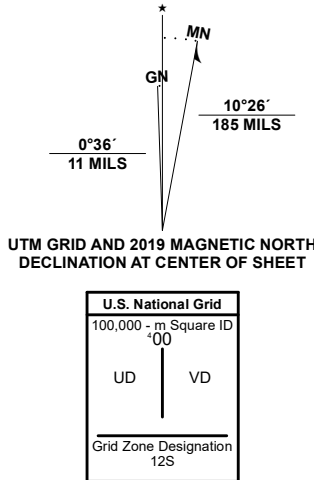 ★
MN
GN
0°36´
11 MILS
10°26´
185 MILS
UTM GRID AND 2019 MAGNETIC NORTH
DECLINATION AT CENTER OF SHEET
U.S. National Grid
100,000 - m Square ID
⁴00
UD VD
Grid Zone Designation
12S